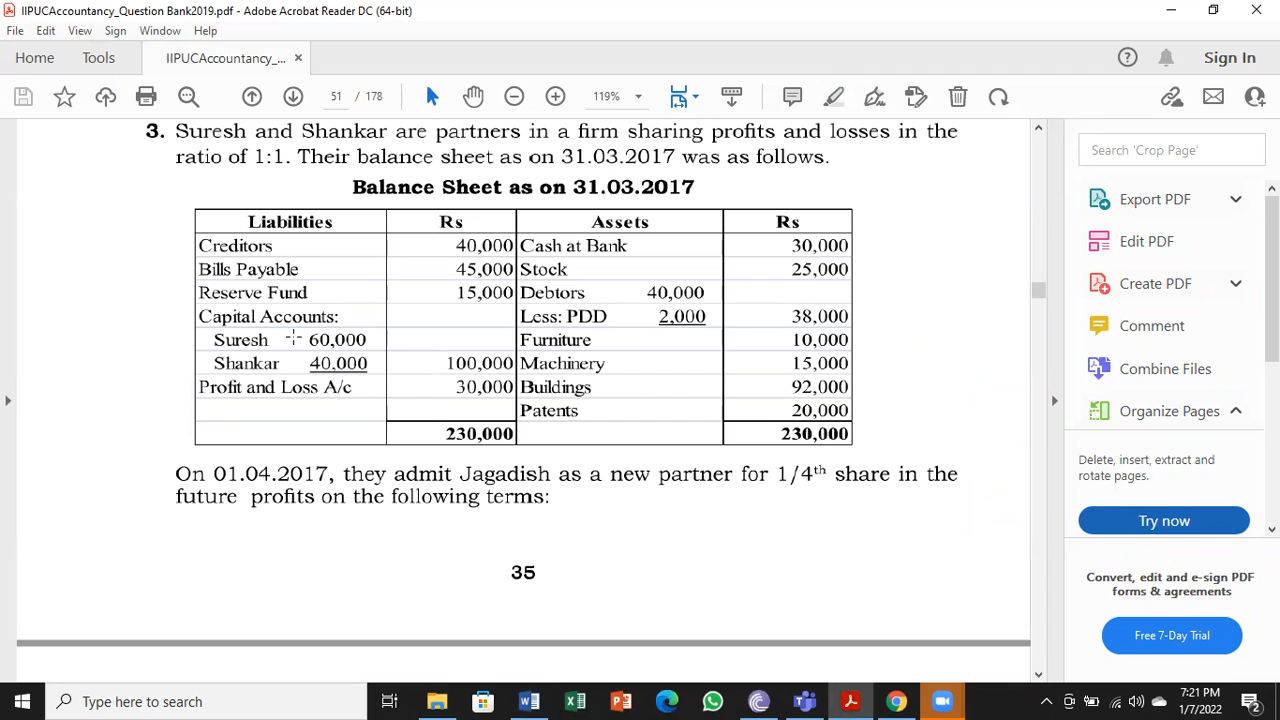 IIPUCAccountancy_Question Bank2019.pdf - Adobe Acrobat Reader DC (64-bit)
File Edit View Sign Window Help
Home Tools IIPUCAccountancy_... × Sign In
51 / 178 119%
3. Suresh and Shankar are partners in a firm sharing profits and losses in the
ratio of 1:1. Their balance sheet as on 31.03.2017 was as follows.
Balance Sheet as on 31.03.2017
Liabilities Rs Assets Rs
Creditors 40,000 Cash at Bank 30,000
Bills Payable 45,000 Stock 25,000
Reserve Fund 15,000 Debtors 40,000
Capital Accounts: Less: PDD 2,000 38,000
Suresh 60,000 Furniture 10,000
Shankar 40,000 100,000 Machinery 15,000
Profit and Loss A/c 30,000 Buildings 92,000
Patents 20,000
230,000 230,000
On 01.04.2017, they admit Jagadish as a new partner for 1/4th share in the
future profits on the following terms:
35
Search 'Crop Page'
Export PDF
Edit PDF
Create PDF
Comment
Combine Files
Organize Pages
Delete, insert, extract and
rotate pages.
Try now
Convert, edit and e-sign PDF
forms & agreements
Free 7-Day Trial
Type here to search
7:21 PM
1/7/2022
2